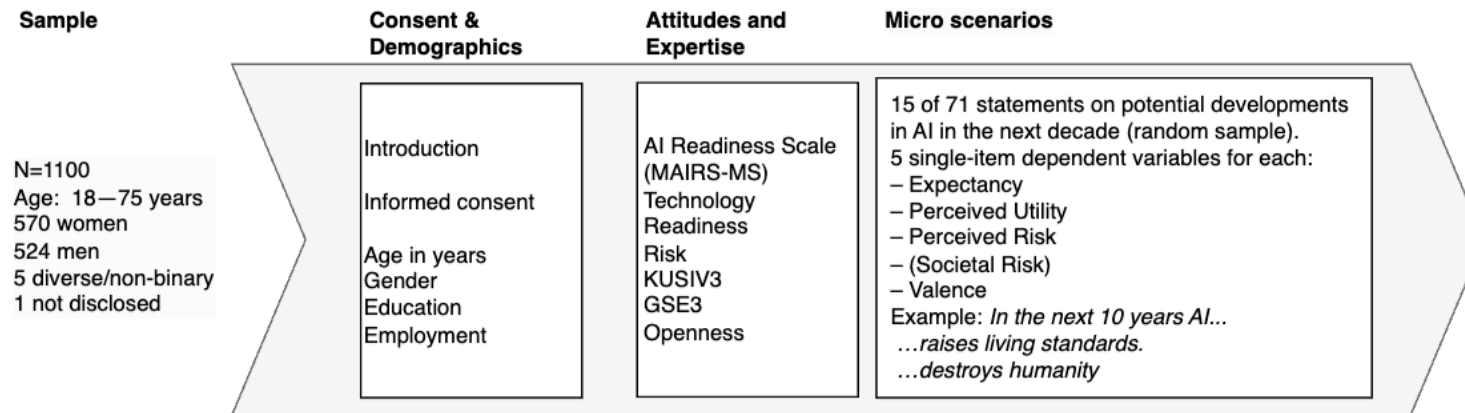 Sample
N=1100
Age:  18—75 years
570 women
524 men
5 diverse/non-binary
1 not disclosed
Consent &
Demographics
Introduction
Informed consent
Age in years
Gender
Education
Employment
Attitudes and
Expertise
AI Readiness Scale
(MAIRS-MS)
Technology
Readiness
Risk
KUSIV3
GSE3
Openness
Micro scenarios
15 of 71 statements on potential developments
in AI in the next decade (random sample).
5 single-item dependent variables for each:
– Expectancy
– Perceived Utility
– Perceived Risk
– (Societal Risk)
– Valence
Example: In the next 10 years AI...
…raises living standards.
…destroys humanity